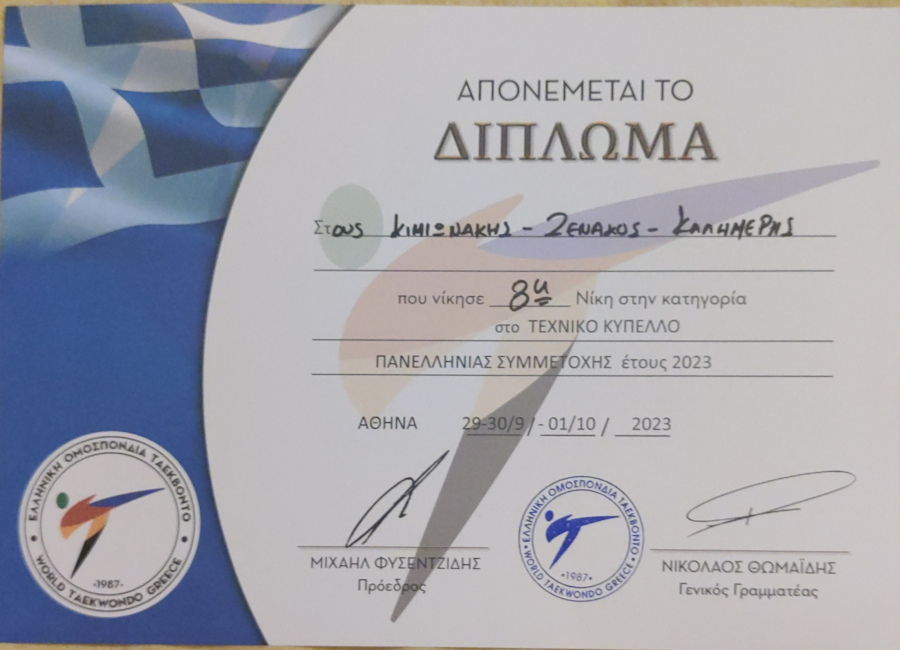 ΑΠΟΝΕΜΕΤΑΙ ΤΟ
ΔΙΠΛΩΜΑ
Στους ΚΙΜΙΩΝΑΚΗΣ - ΞΕΝΑΚΟΣ - ΚΑΛΗΜΕΡΗΣ
που νίκησε 8η Νίκη στην κατηγορία
στο ΤΕΧΝΙΚΟ ΚΥΠΕΛΛΟ
ΠΑΝΕΛΛΗΝΙΑΣ ΣΥΜΜΕΤΟΧΗΣ έτους 2023
ΑΘΗΝΑ 29-30/9 / - 01/10 / 2023
ΕΛΛΗΝΙΚΗ ΟΜΟΣΠΟΝΔΙΑ ΤΑΕΚΒΟΝΤΟ
-1987-
WORLD TAEKWONDO GREECE
ΜΙΧΑΗΛ ΦΥΣΕΝΤΖΙΔΗΣ
Πρόεδρος
ΕΛΛΗΝΙΚΗ ΟΜΟΣΠΟΝΔΙΑ ΤΑΕΚΒΟΝΤΟ
•1987•
WORLD TAEKWONDO GREECE
ΝΙΚΟΛΑΟΣ ΘΩΜΑΪΔΗΣ
Γενικός Γραμματέας